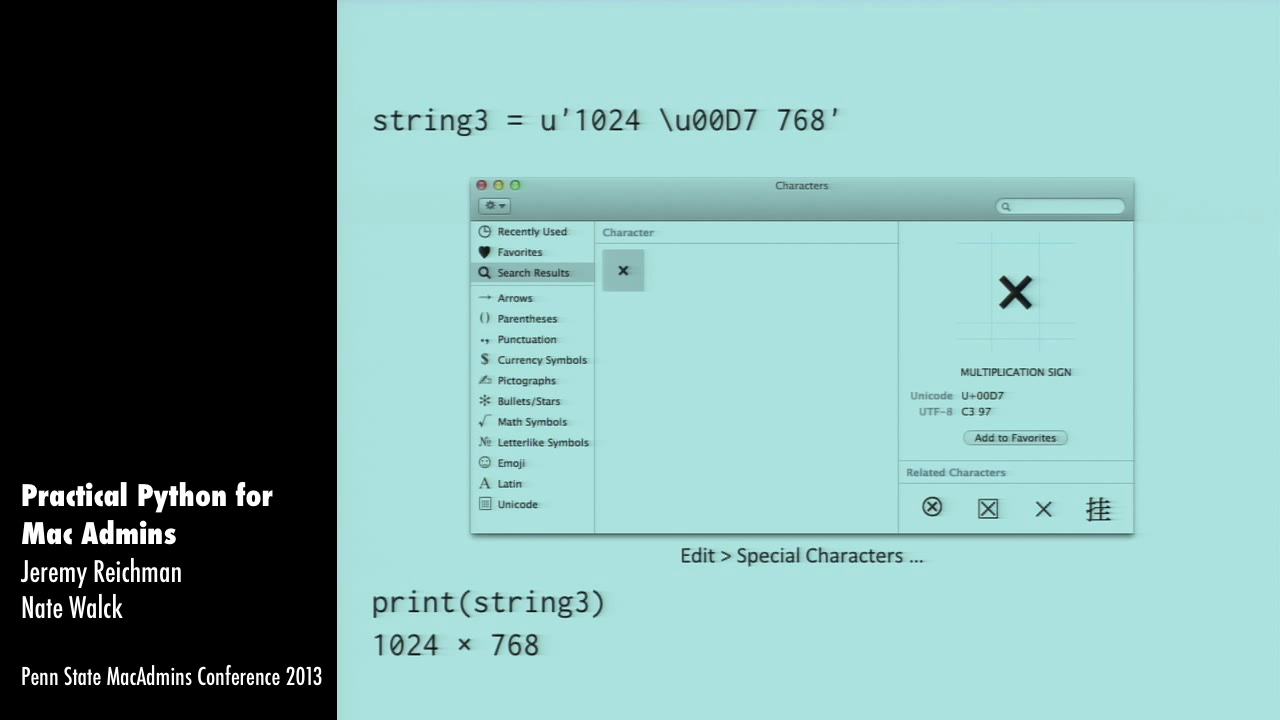 string3 = u'1024 \u00D7 768'
Characters
Recently Used
Favorites
Search Results
Arrows
Parentheses
Punctuation
Currency Symbols
Pictographs
Bullets/Stars
Math Symbols
Letterlike Symbols
Emoji
Latin
Unicode
Character
×
×
MULTIPLICATION SIGN
Unicode U+00D7
UTF-8 C3 97
Add to Favorites
Related Characters
Edit > Special Characters ...
print(string3)
1024 × 768
Practical Python for
Mac Admins
Jeremy Reichman
Nate Walck
Penn State MacAdmins Conference 2013